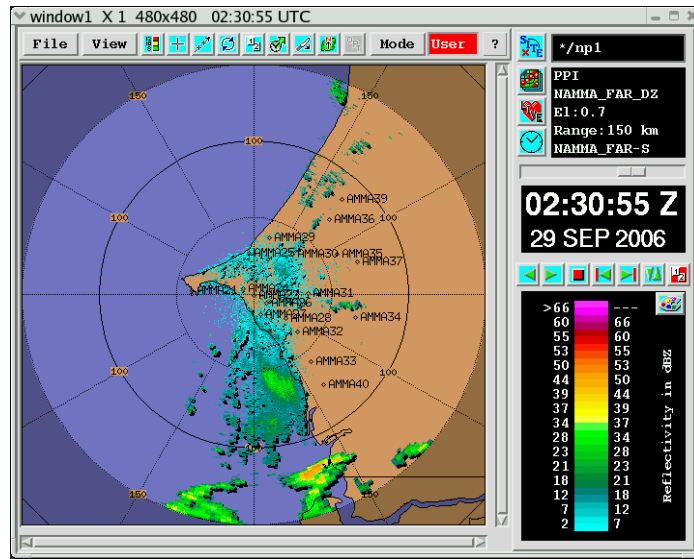 window1 X 1 480x480 02:30:55 UTC
File View Mode User ?
SITE */np1
PPI
NAMMA_FAR_DZ
El:0.7
Range:150 km
NAMMA_FAR-S
02:30:55 Z
29 SEP 2006
150 150
100
AMMA39
100 AMMA36 100
AMMA29
AMMA25 AMMA30 AMMA35
AMMA37
AMMA31
AMMA28 AMMA34
AMMA32
AMMA33
100 AMMA40 100
150 150
>66 ---
60 66
55 60
53 55
50 53
44 50
39 44
37 39
34 37
28 34
23 28
21 23
18 21
12 18
7 12
2 7
Reflectivity in dBZ